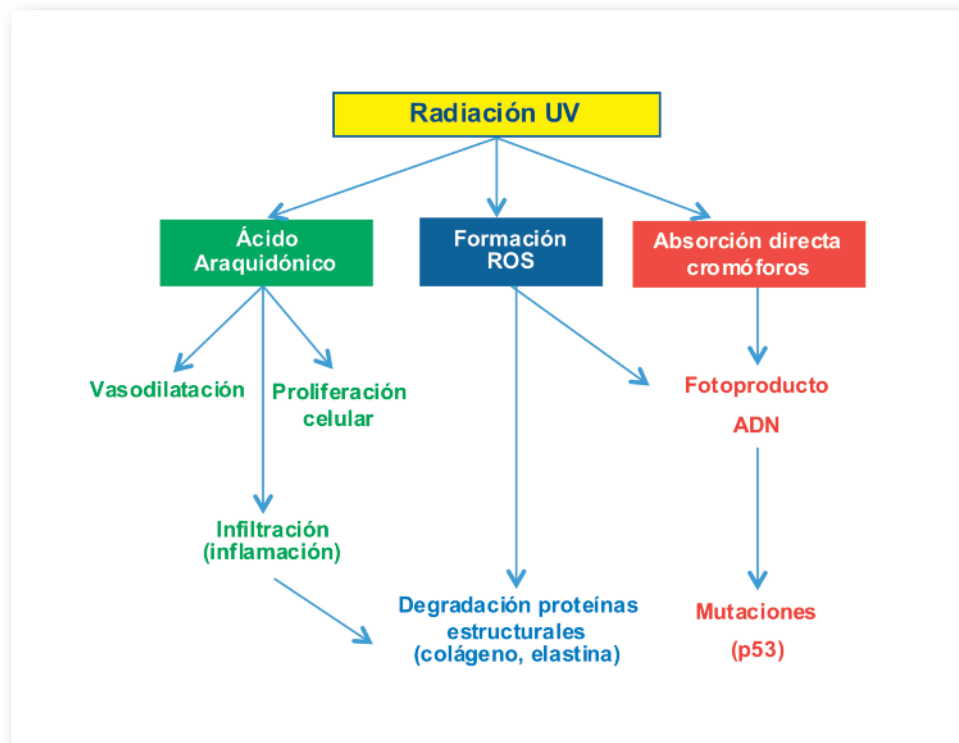 Radiación UV
Ácido
Araquidónico
Formación
ROS
Absorción directa
cromóforos
Vasodilatación
Proliferación
celular
Fotoproducto
ADN
Infiltración
(inflamación)
Degradación proteínas
estructurales
(colágeno, elastina)
Mutaciones
(p53)